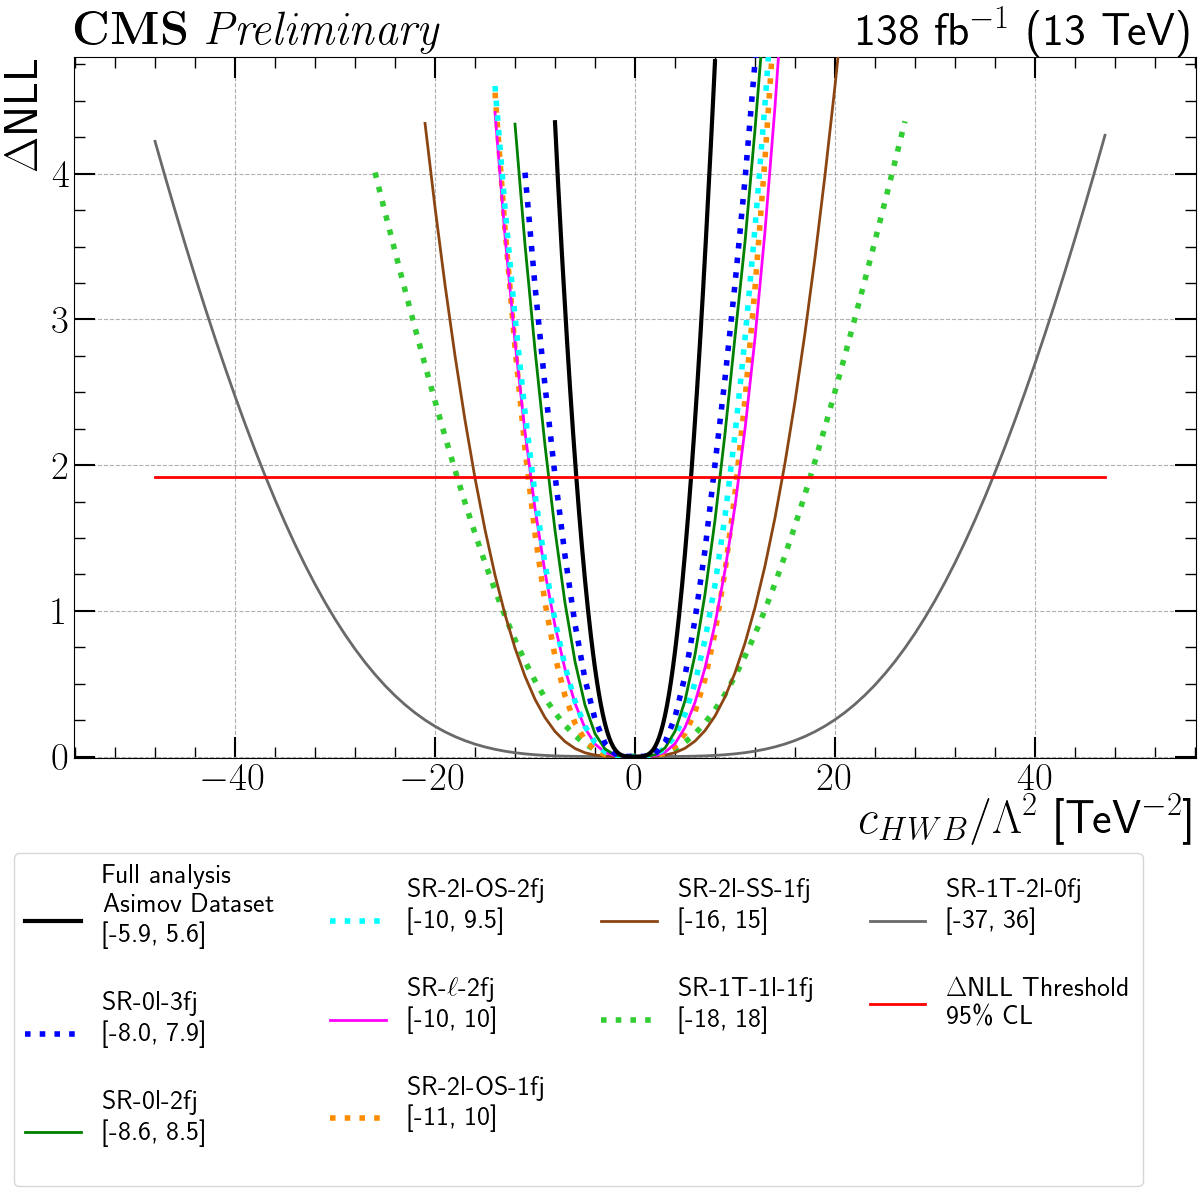 CMS Preliminary 138 fb⁻¹ (13 TeV)
ΔNLL
4
3
2
1
0
−40 −20 0 20 40
c_{HWB}/Λ² [TeV⁻²]
Full analysis
Asimov Dataset
[-5.9, 5.6]
SR-0l-3fj
[-8.0, 7.9]
SR-0l-2fj
[-8.6, 8.5]
SR-2l-OS-2fj
[-10, 9.5]
SR-ℓ-2fj
[-10, 10]
SR-2l-OS-1fj
[-11, 10]
SR-2l-SS-1fj
[-16, 15]
SR-1T-1l-1fj
[-18, 18]
SR-1T-2l-0fj
[-37, 36]
ΔNLL Threshold
95% CL